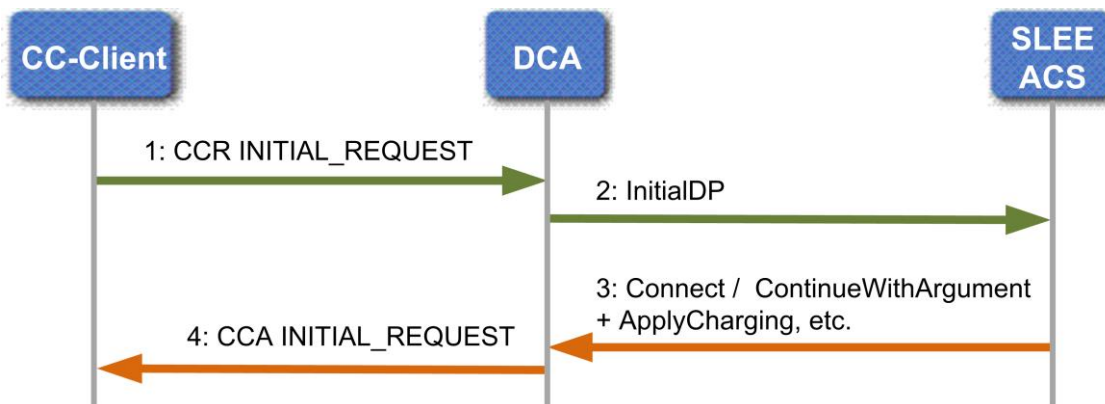 CC-Client
DCA
SLEE
ACS
1: CCR INITIAL_REQUEST
2: InitialDP
3: Connect / ContinueWithArgument
+ ApplyCharging, etc.
4: CCA INITIAL_REQUEST